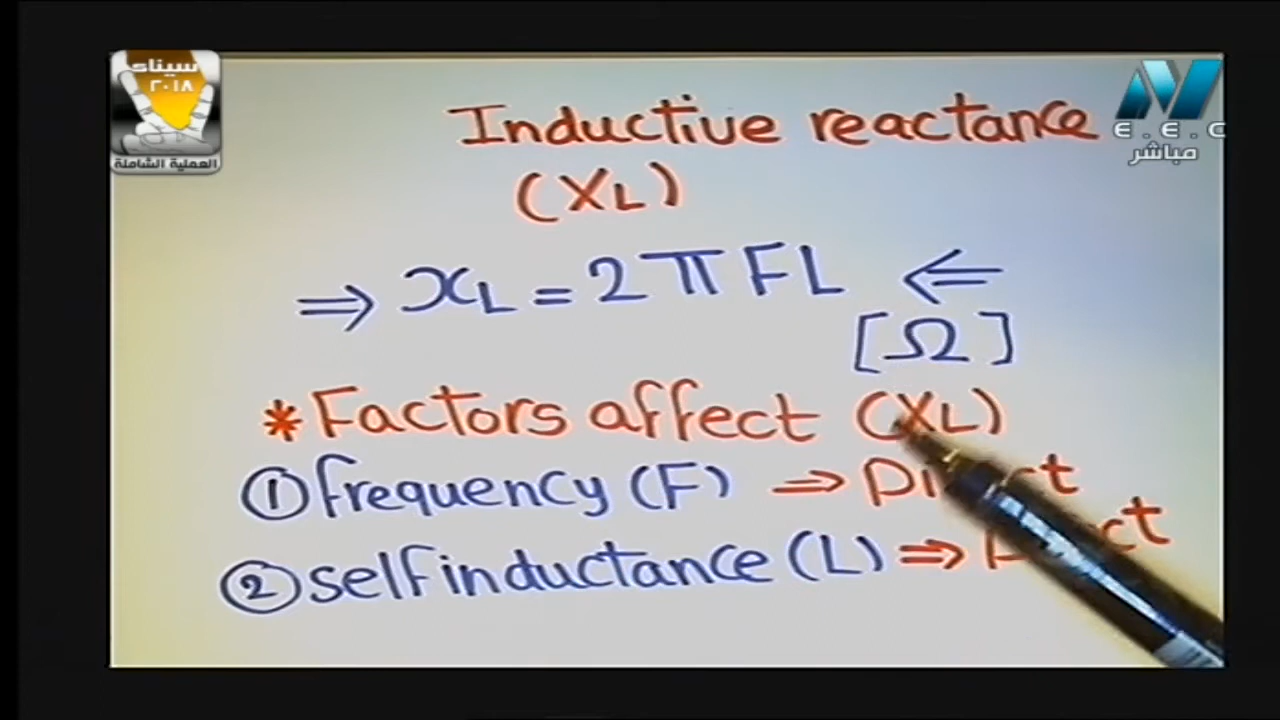 سيناء
٢٠١٨
العملية الشاملة
E.E.C
مباشر
Inductive reactance
(XL)
⇒ xL = 2πFL ⇐
[Ω]
* Factors affect (XL)
① frequency (F) ⇒
② self inductance (L) ⇒